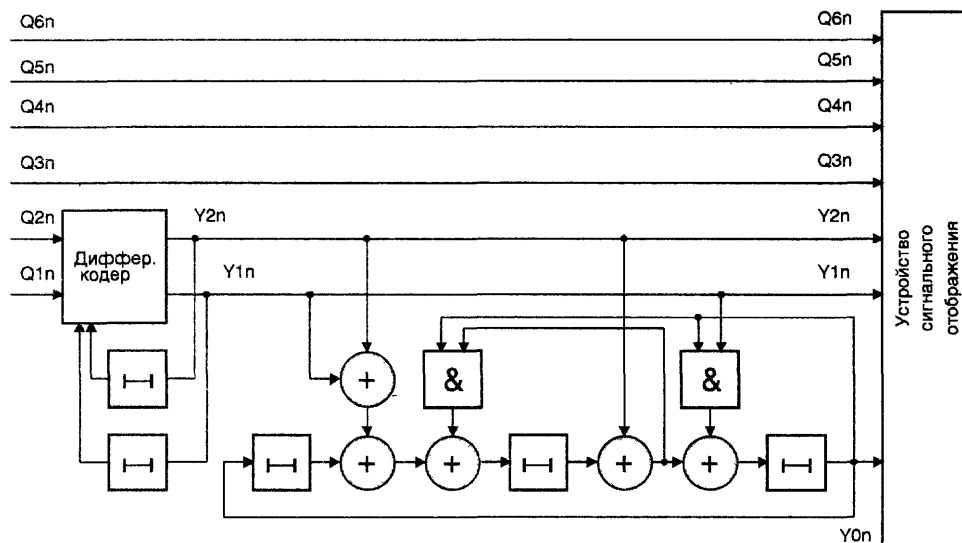 Q6n
Q6n
Q5n
Q5n
Q4n
Q4n
Q3n
Q3n
Q2n
Y2n
Y2n
Диффер.
кодер
Q1n
Y1n
Y1n
Устройство
сигнального
отображения
+
&
&
+
+
+
+
Y0n